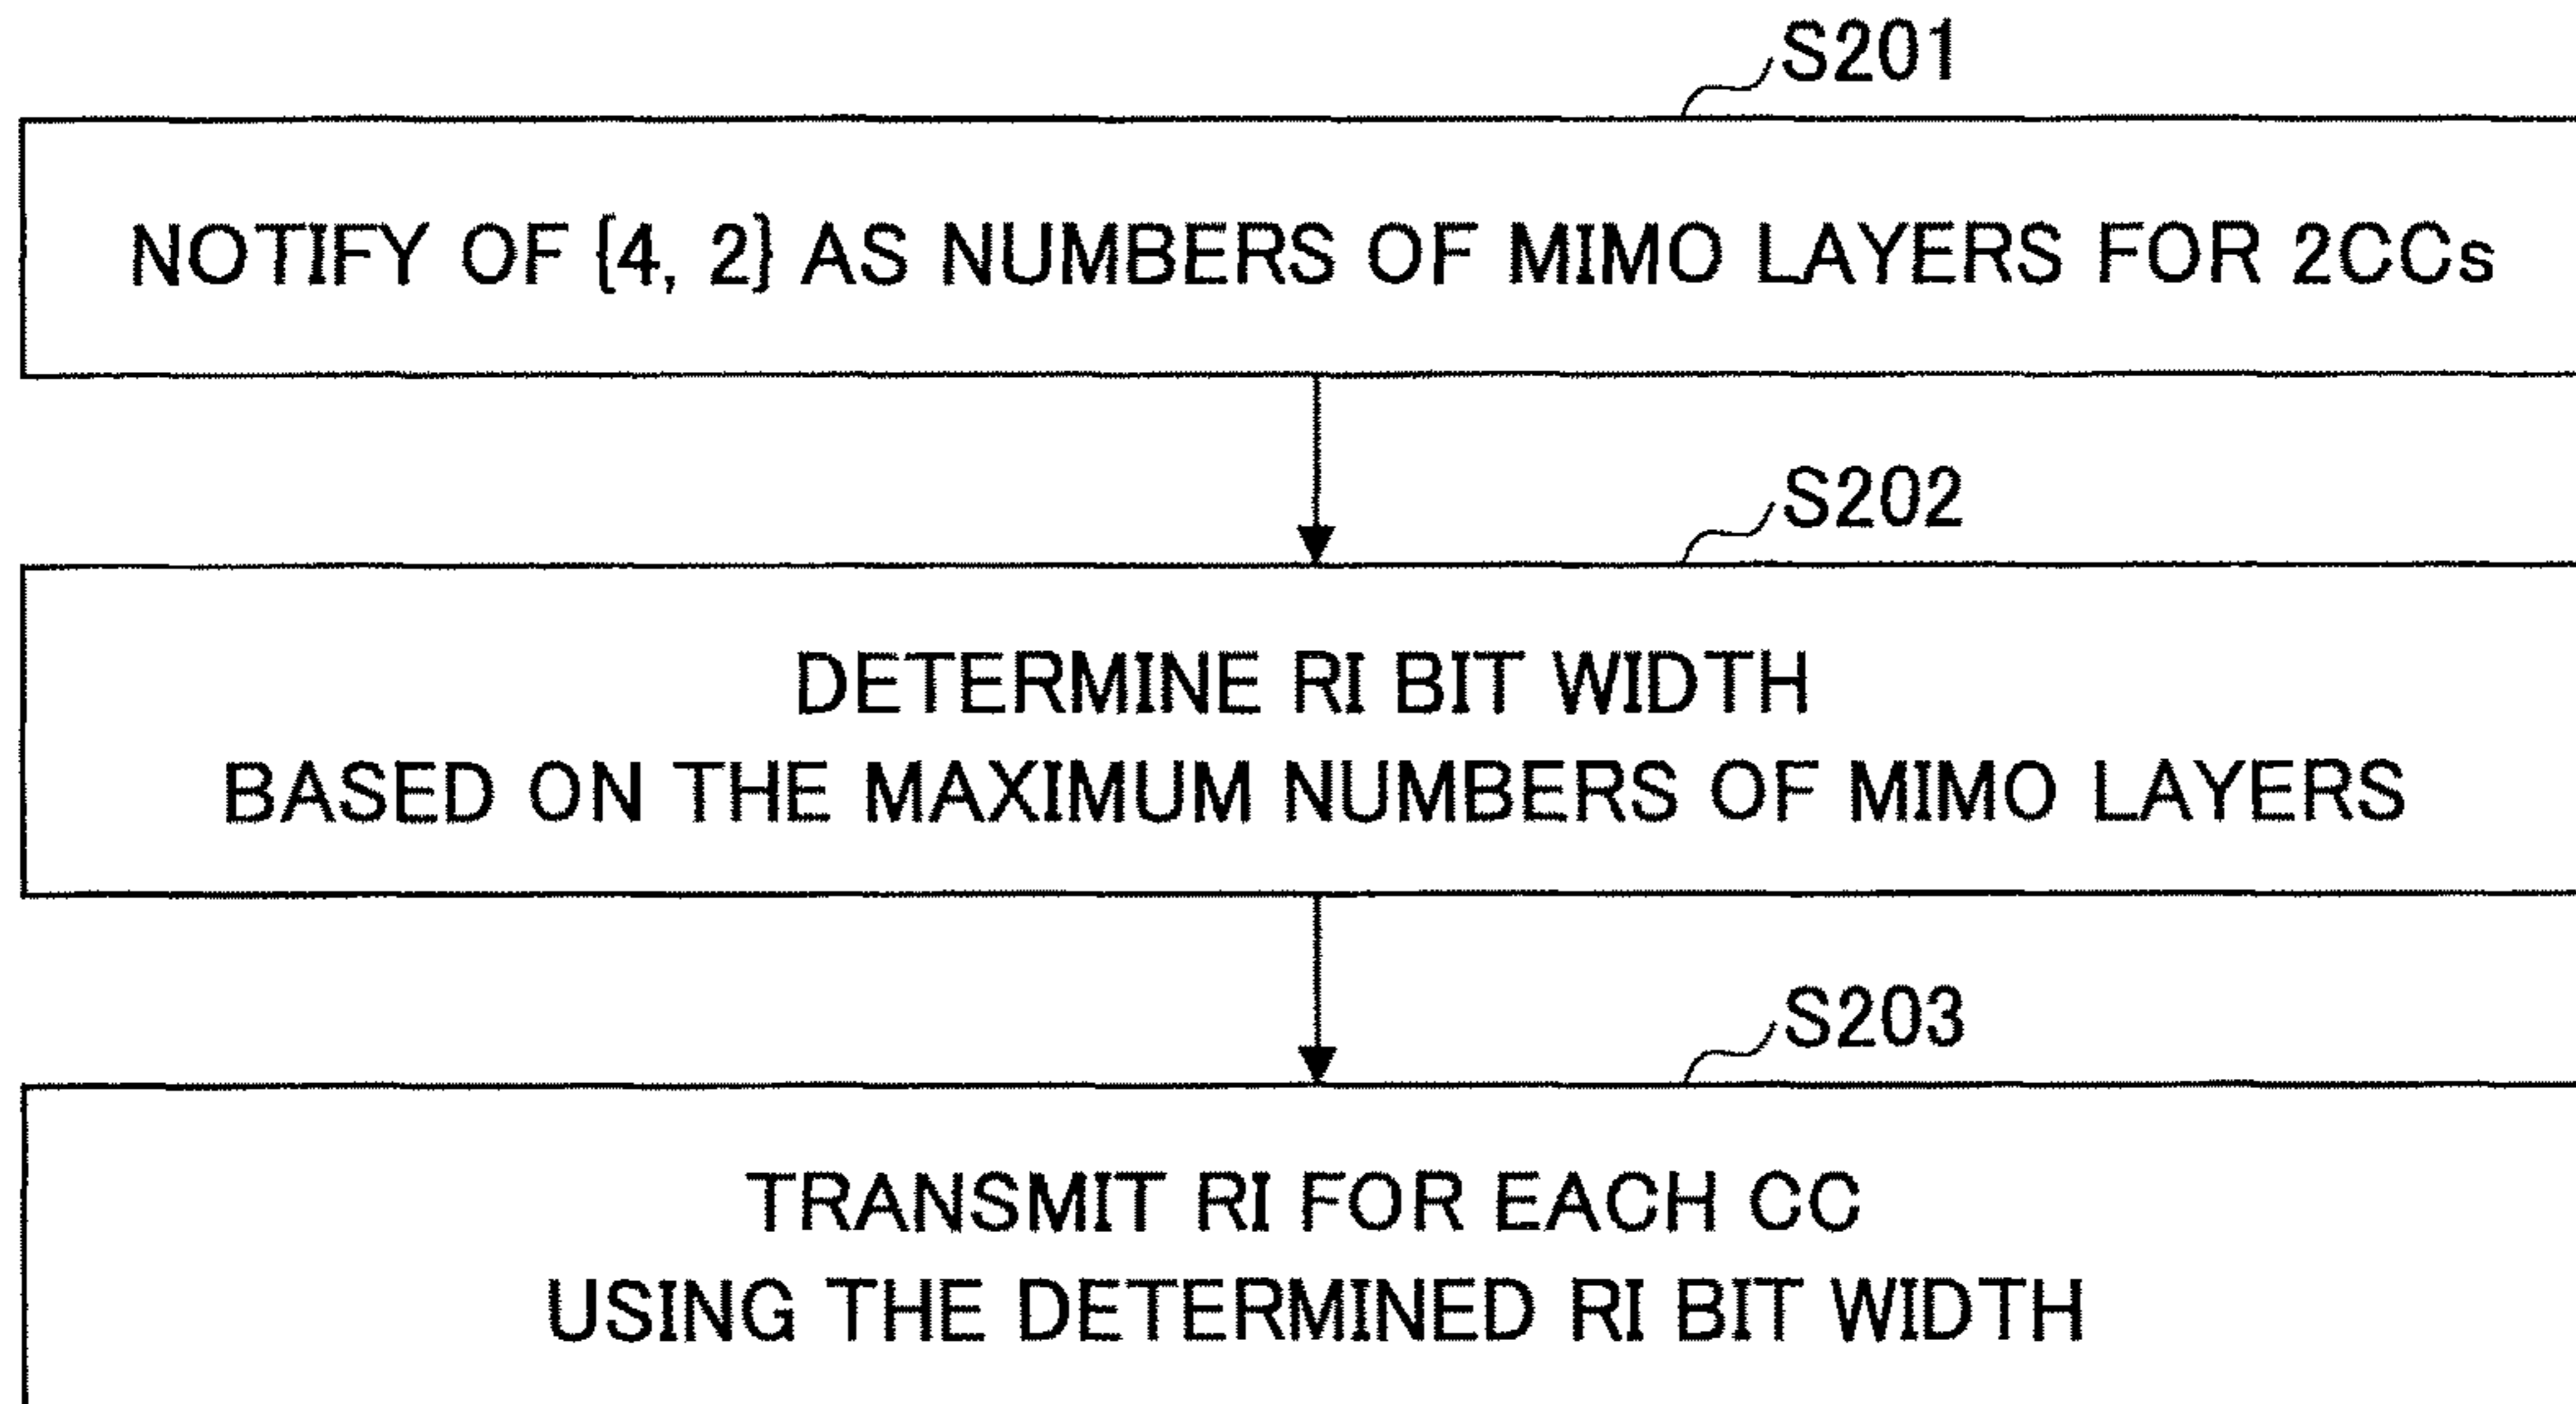 S201
NOTIFY OF {4, 2} AS NUMBERS OF MIMO LAYERS FOR 2CCs
S202
DETERMINE RI BIT WIDTH
BASED ON THE MAXIMUM NUMBERS OF MIMO LAYERS
S203
TRANSMIT RI FOR EACH CC
USING THE DETERMINED RI BIT WIDTH